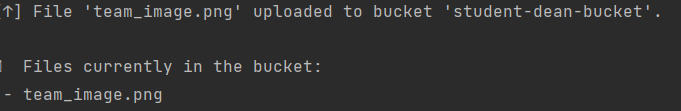 [↑] File 'team_image.png' uploaded to bucket 'student-dean-bucket'.
Files currently in the bucket:
- team_image.png